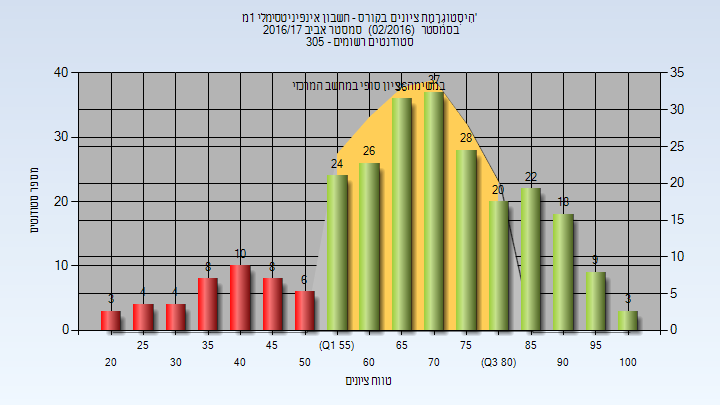 היסטוגרמת ציונים בקורס - חשבון אינפיניטסימלי 1מ'
בסמסטר (02/2016) סמסטר אביב 2016/17
סטודנטים רשומים - 305
במשימה: ציון סופי במחשב המרכזי
מספר סטודנטים
40 30 20 10 0
35 30 25 20 15 10 5 0
3 4 4 8 10 8 6 24 26 36 37 28 20 22 18 9 3
25 35 45 (Q1 55) 65 75 85 95
20 30 40 50 60 70 (Q3 80) 90 100
טווח ציונים